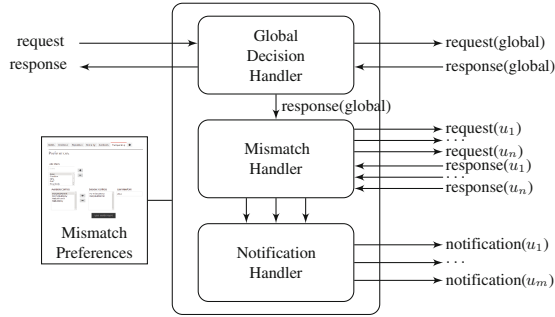 request
response
Global
Decision
Handler
request(global)
response(global)
response(global)
Mismatch
Handler
request(u₁)
...
request(uₙ)
response(u₁)
...
response(uₙ)
Mismatch
Preferences
Notification
Handler
notification(u₁)
...
notification(uₘ)